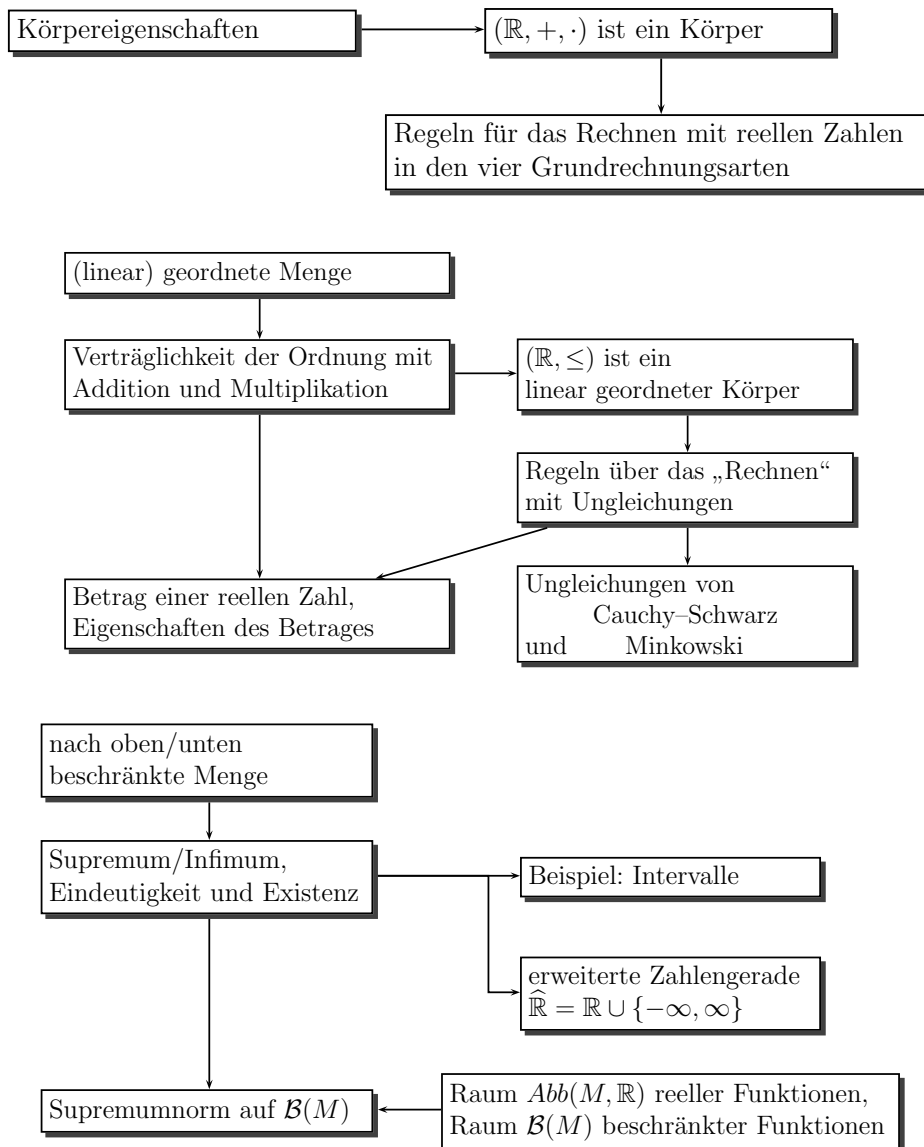 Körpereigenschaften
(ℝ, +, ·) ist ein Körper
Regeln für das Rechnen mit reellen Zahlen
in den vier Grundrechnungsarten
(linear) geordnete Menge
Verträglichkeit der Ordnung mit
Addition und Multiplikation
(ℝ, ≤) ist ein
linear geordneter Körper
Regeln über das „Rechnen“
mit Ungleichungen
Betrag einer reellen Zahl,
Eigenschaften des Betrages
Ungleichungen von
Cauchy–Schwarz
und Minkowski
nach oben/unten
beschränkte Menge
Supremum/Infimum,
Eindeutigkeit und Existenz
Beispiel: Intervalle
erweiterte Zahlengerade
ℝ̂ = ℝ ∪ {−∞, ∞}
Supremumnorm auf ℬ(M)
Raum Abb(M, ℝ) reeller Funktionen,
Raum ℬ(M) beschränkter Funktionen